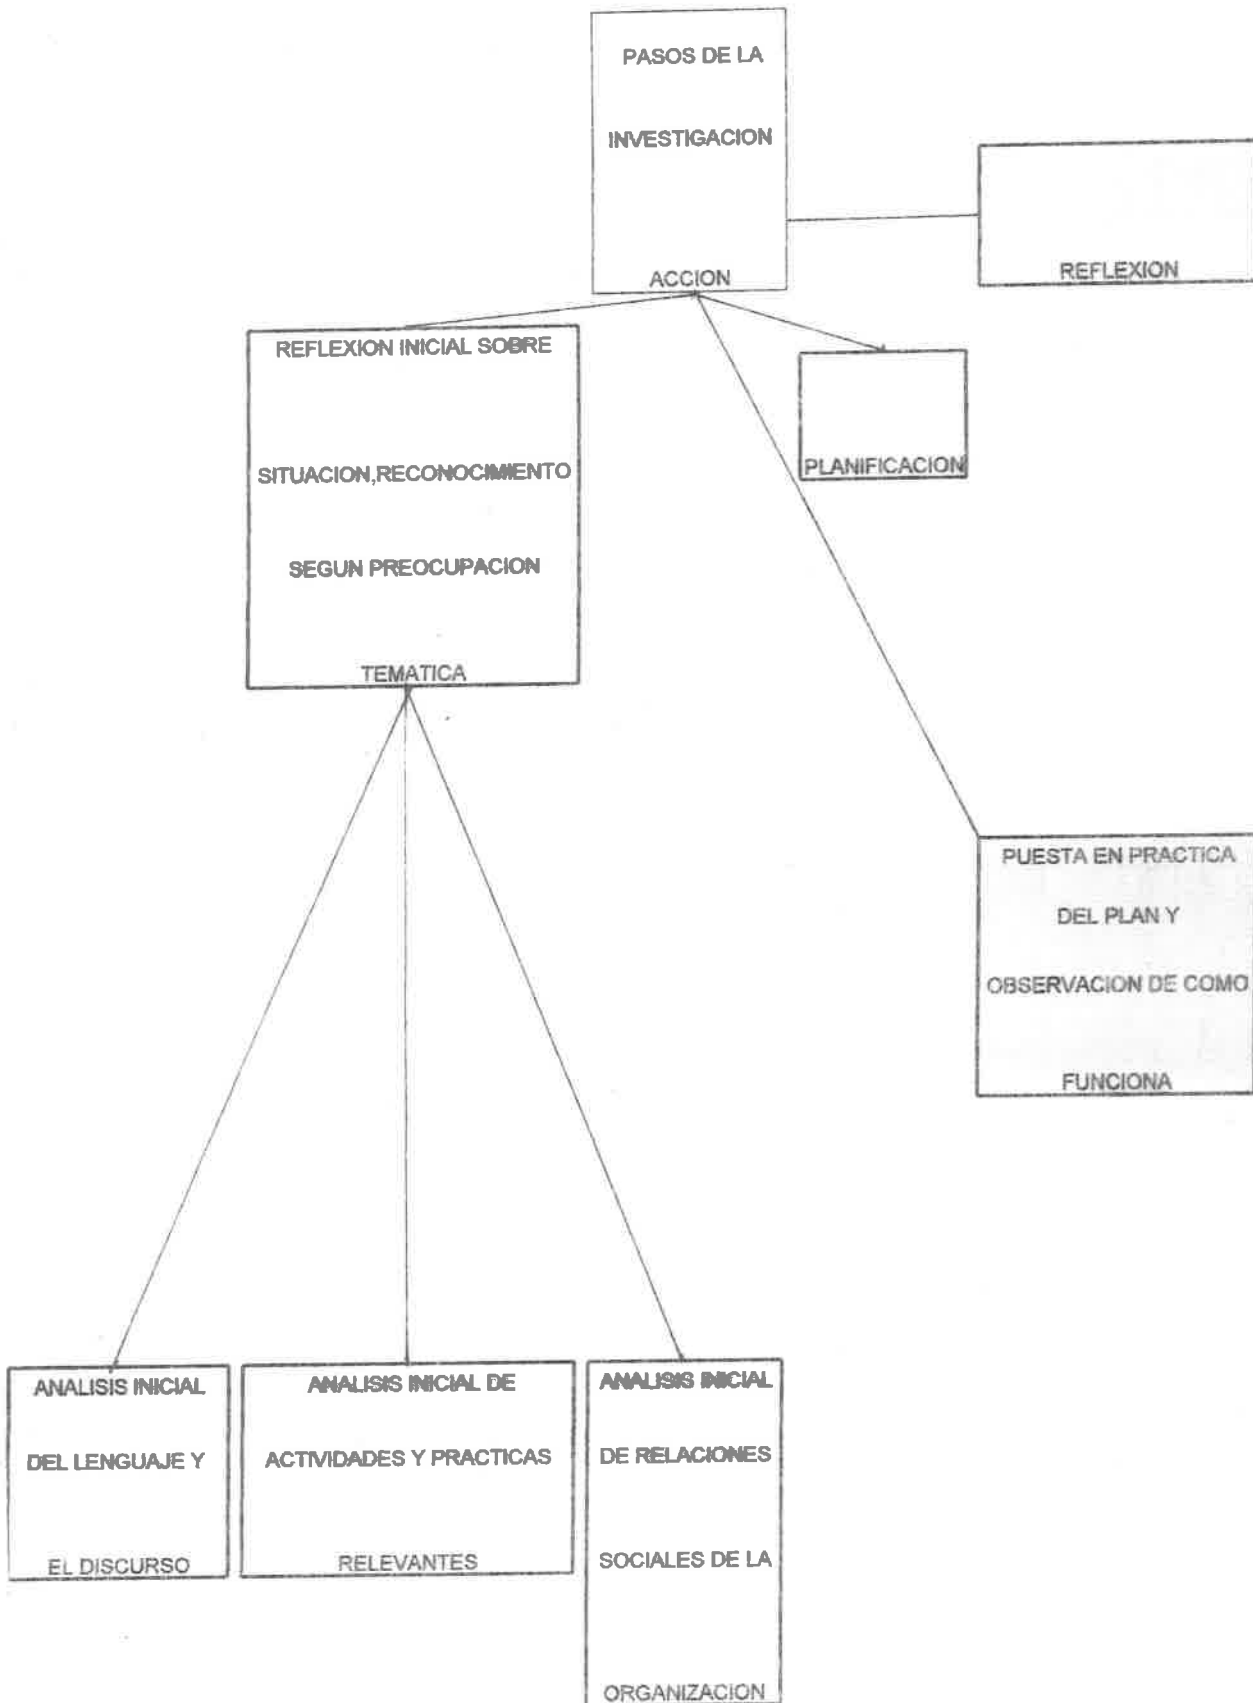 PASOS DE LA
INVESTIGACION
ACCION
REFLEXION
REFLEXION INICIAL SOBRE
SITUACION,RECONOCIMIENTO
SEGUN PREOCUPACION
TEMATICA
PLANIFICACION
PUESTA EN PRACTICA
DEL PLAN Y
OBSERVACION DE COMO
FUNCIONA
ANALISIS INICIAL
DEL LENGUAJE Y
EL DISCURSO
ANALISIS INICIAL DE
ACTIVIDADES Y PRACTICAS
RELEVANTES
ANALISIS INICIAL
DE RELACIONES
SOCIALES DE LA
ORGANIZACION